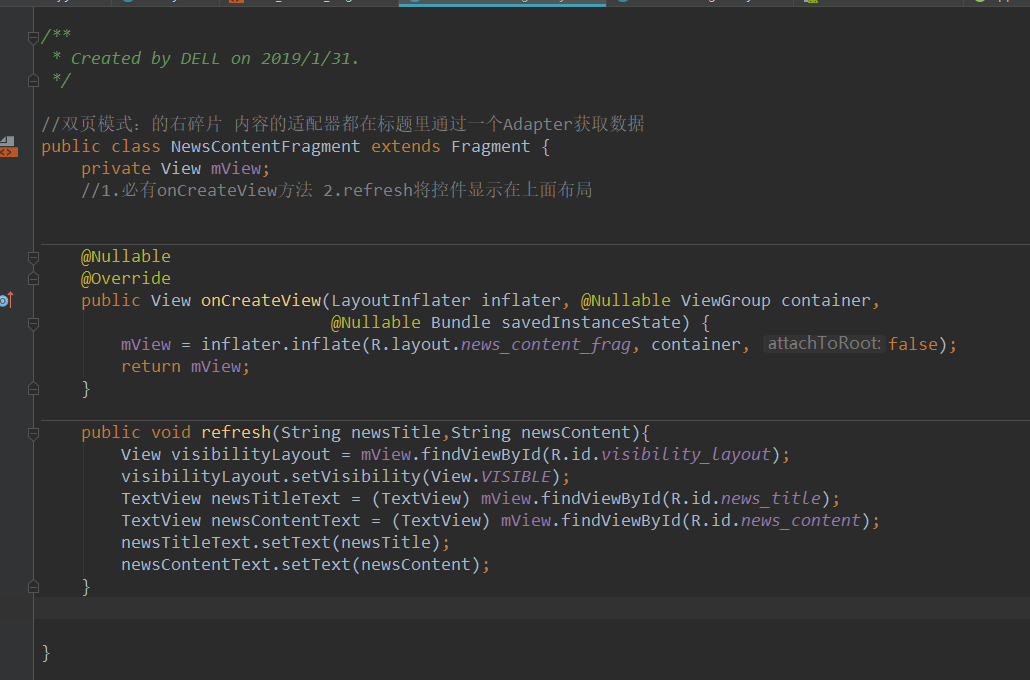 /**
 * Created by DELL on 2019/1/31.
 */
//双页模式：的右碎片 内容的适配器都在标题里通过一个Adapter获取数据
public class NewsContentFragment extends Fragment {
    private View mView;
    //1.必有onCreateView方法 2.refresh将控件显示在上面布局
    @Nullable
    @Override
    public View onCreateView(LayoutInflater inflater, @Nullable ViewGroup container,
                             @Nullable Bundle savedInstanceState) {
        mView = inflater.inflate(R.layout.news_content_frag, container, attachToRoot: false);
        return mView;
    }
    public void refresh(String newsTitle,String newsContent){
        View visibilityLayout = mView.findViewById(R.id.visibility_layout);
        visibilityLayout.setVisibility(View.VISIBLE);
        TextView newsTitleText = (TextView) mView.findViewById(R.id.news_title);
        TextView newsContentText = (TextView) mView.findViewById(R.id.news_content);
        newsTitleText.setText(newsTitle);
        newsContentText.setText(newsContent);
    }
}